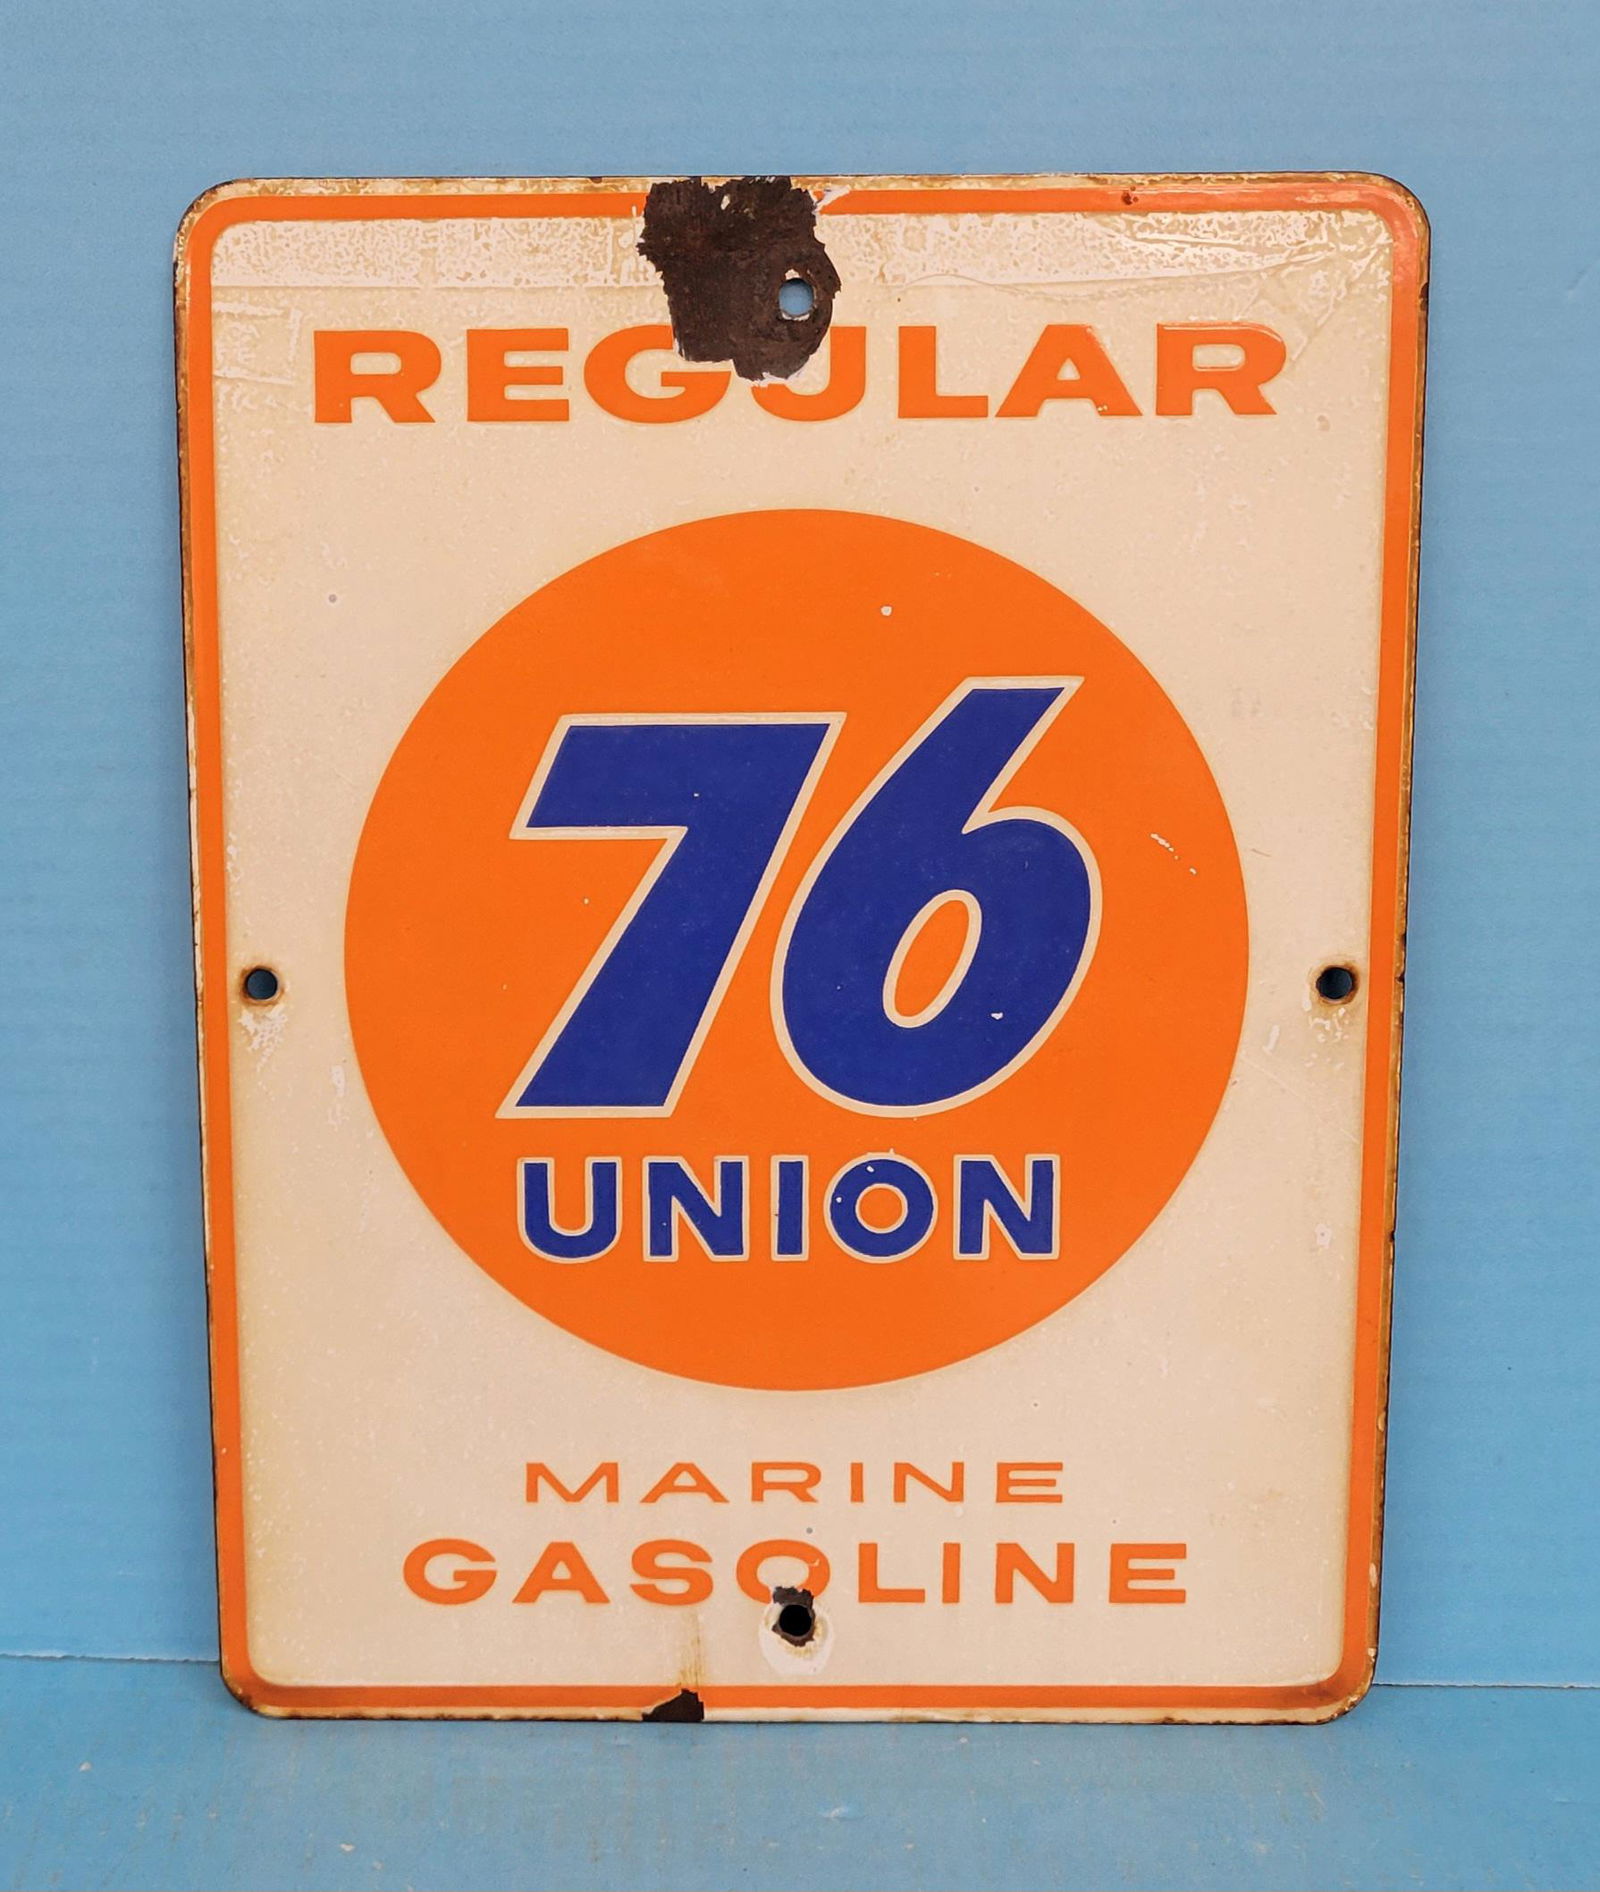 REGULAR
76
UNION
MARINE
GASOLINE